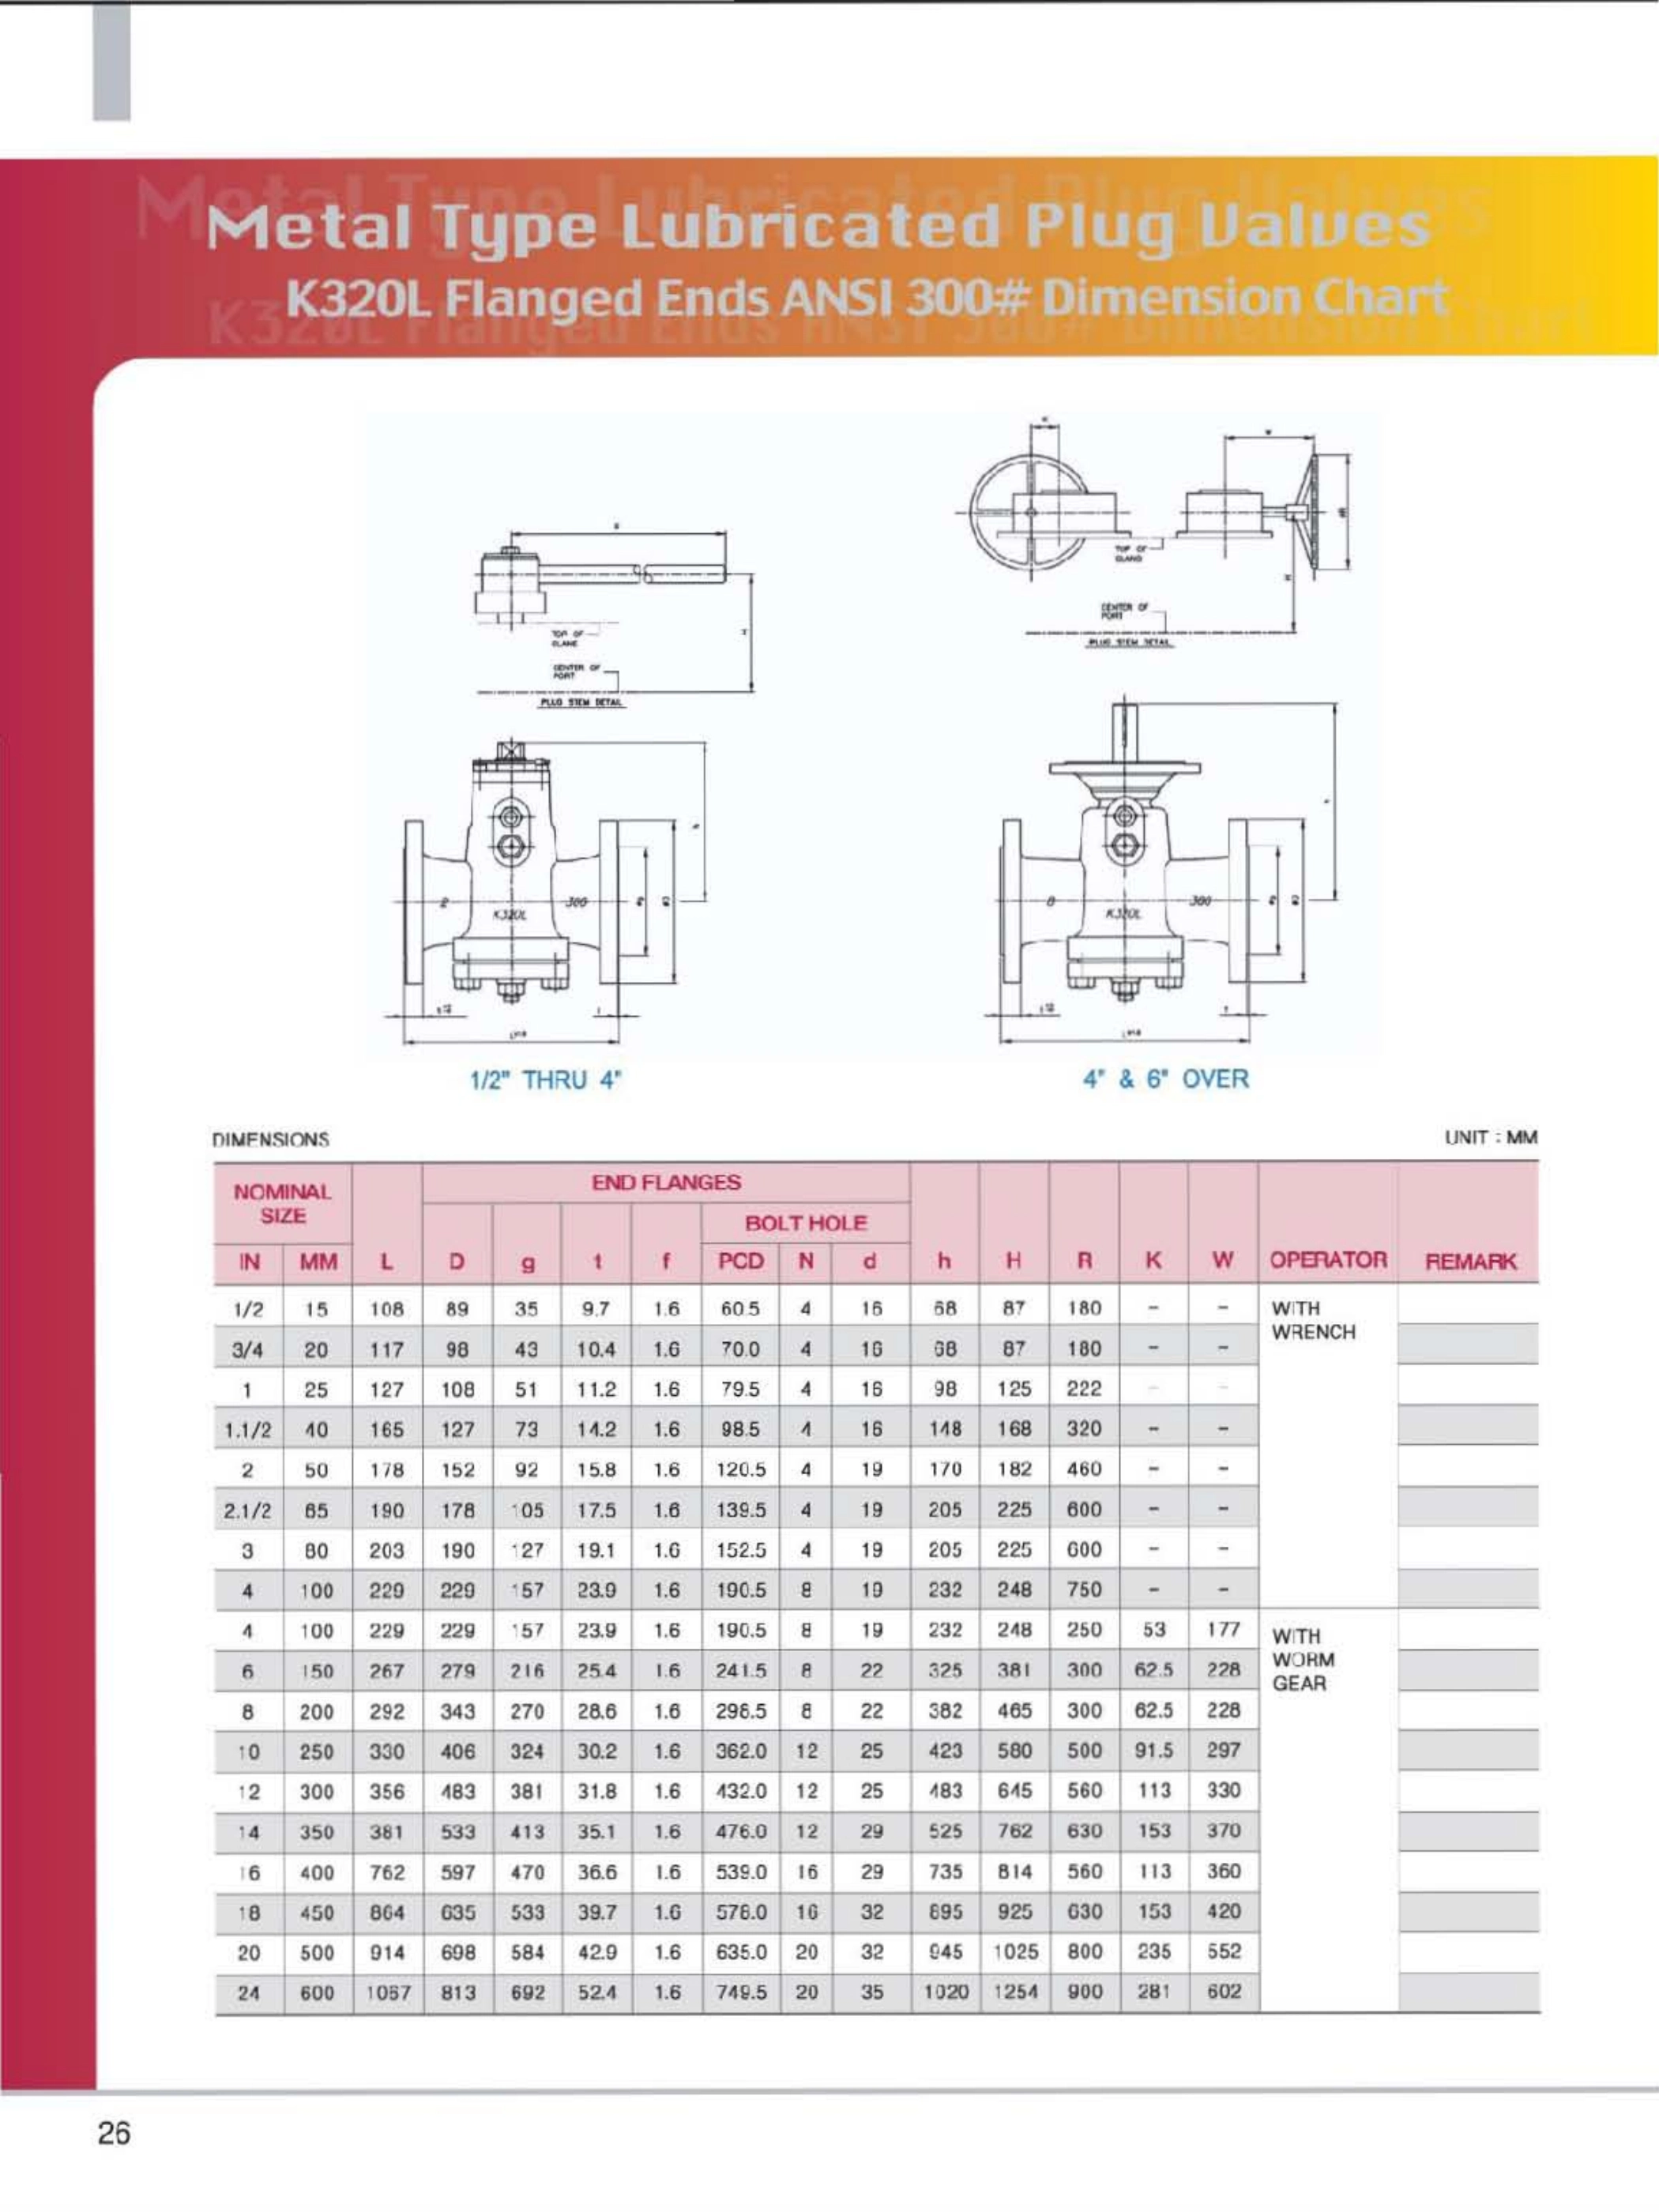 Metal Type Lubricated Plug Valves
K320L Flanged Ends ANSI 300# Dimension Chart
TOP OF
GLAND
CENTER OF
PORT
PLUG STEM DETAIL
TOP OF
CENTER OF
PORT
PLUG STEM DETAIL
2 K320L 300
8 K320L 300
1/2" THRU 4"
4" & 6" OVER
DIMENSIONS
UNIT : MM
NOMINAL SIZE END FLANGES
BOLT HOLE
IN MM L D g t f PCD N d h H R K W OPERATOR REMARK
1/2 15 108 89 35 9.7 1.6 60.5 4 16 68 87 180 - - WITH WRENCH
3/4 20 117 98 43 10.4 1.6 70.0 4 16 68 87 180 - -
1 25 127 108 51 11.2 1.6 79.5 4 16 98 125 222 - -
1.1/2 40 165 127 73 14.2 1.6 98.5 4 16 148 168 320 - -
2 50 178 152 92 15.8 1.6 120.5 4 19 170 182 460 - -
2.1/2 65 190 178 105 17.5 1.6 139.5 4 19 205 225 600 - -
3 80 203 190 127 19.1 1.6 152.5 4 19 205 225 600 - -
4 100 229 229 157 23.9 1.6 190.5 8 19 232 248 750 - -
4 100 229 229 157 23.9 1.6 190.5 8 19 232 248 250 53 177 WITH WORM GEAR
6 150 267 279 216 25.4 1.6 241.5 8 22 325 381 300 62.5 228
8 200 292 343 270 28.6 1.6 298.5 8 22 382 465 300 62.5 228
10 250 330 406 324 30.2 1.6 362.0 12 25 423 580 500 91.5 297
12 300 356 483 381 31.8 1.6 432.0 12 25 483 645 560 113 330
14 350 381 533 413 35.1 1.6 476.0 12 29 525 762 630 153 370
16 400 762 597 470 36.6 1.6 539.0 16 29 735 814 560 113 360
18 450 864 635 533 39.7 1.6 578.0 16 32 895 925 630 153 420
20 500 914 698 584 42.9 1.6 635.0 20 32 945 1025 800 235 552
24 600 1067 813 692 52.4 1.6 749.5 20 35 1020 1254 900 281 602
26